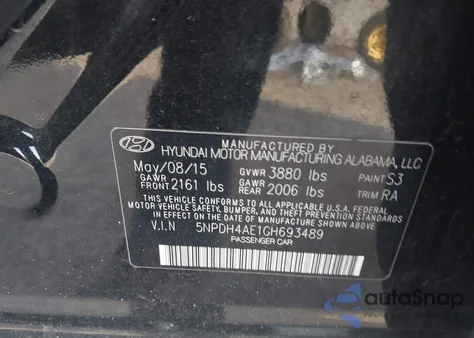 MANUFACTURED BY
HYUNDAI MOTOR MANUFACTURING ALABAMA, LLC
May/08/15 GVWR 3880 lbs PAINT S3
GAWR FRONT 2161 lbs GAWR REAR 2006 lbs TRIM RA
THIS VEHICLE CONFORMS TO ALL APPLICABLE U.S. FEDERAL
MOTOR VEHICLE SAFETY, BUMPER, AND THEFT PREVENTION STANDARDS
IN EFFECT ON THE DATE OF MANUFACTURE SHOWN ABOVE.
V.I.N 5NPDH4AE1GH693489
PASSENGER CAR
autoSnap